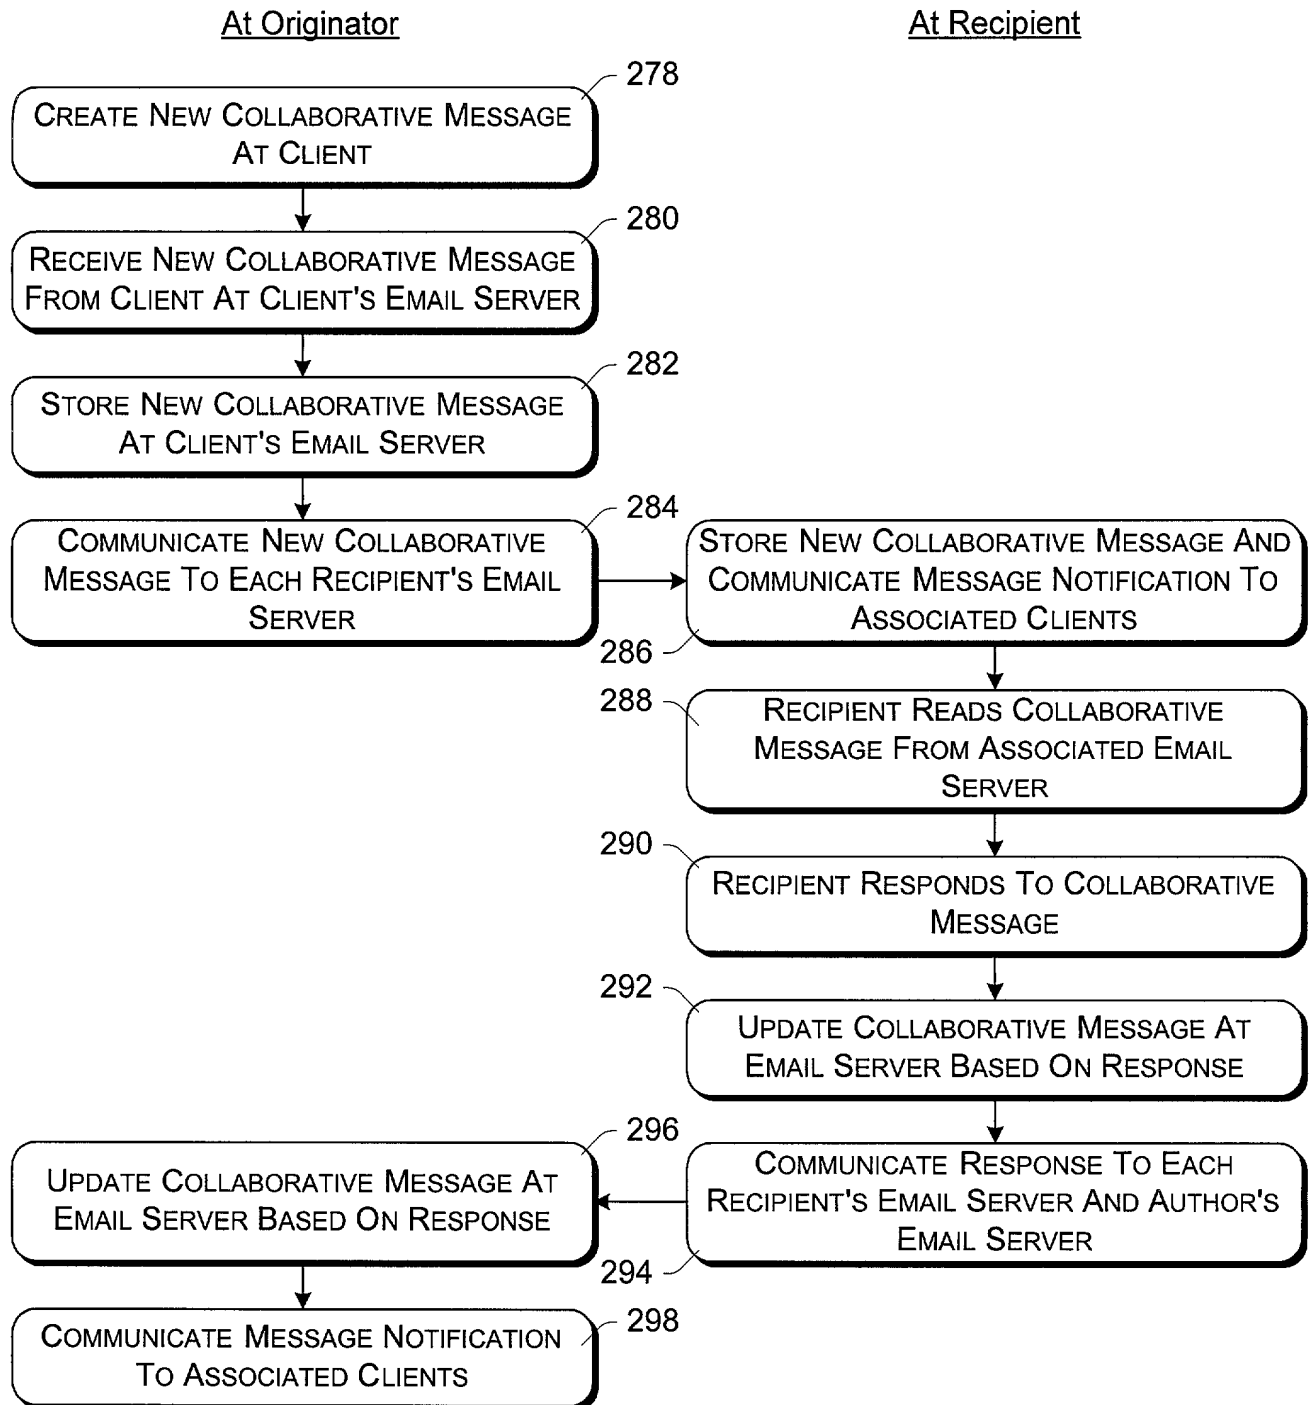 At Originator
At Recipient
278
CREATE NEW COLLABORATIVE MESSAGE
AT CLIENT
280
RECEIVE NEW COLLABORATIVE MESSAGE
FROM CLIENT AT CLIENT'S EMAIL SERVER
282
STORE NEW COLLABORATIVE MESSAGE
AT CLIENT'S EMAIL SERVER
284
COMMUNICATE NEW COLLABORATIVE
MESSAGE TO EACH RECIPIENT'S EMAIL
SERVER
STORE NEW COLLABORATIVE MESSAGE AND
COMMUNICATE MESSAGE NOTIFICATION TO
ASSOCIATED CLIENTS
286
288
RECIPIENT READS COLLABORATIVE
MESSAGE FROM ASSOCIATED EMAIL
SERVER
290
RECIPIENT RESPONDS TO COLLABORATIVE
MESSAGE
292
UPDATE COLLABORATIVE MESSAGE AT
EMAIL SERVER BASED ON RESPONSE
COMMUNICATE RESPONSE TO EACH
RECIPIENT'S EMAIL SERVER AND AUTHOR'S
EMAIL SERVER
294
296
UPDATE COLLABORATIVE MESSAGE AT
EMAIL SERVER BASED ON RESPONSE
298
COMMUNICATE MESSAGE NOTIFICATION
TO ASSOCIATED CLIENTS